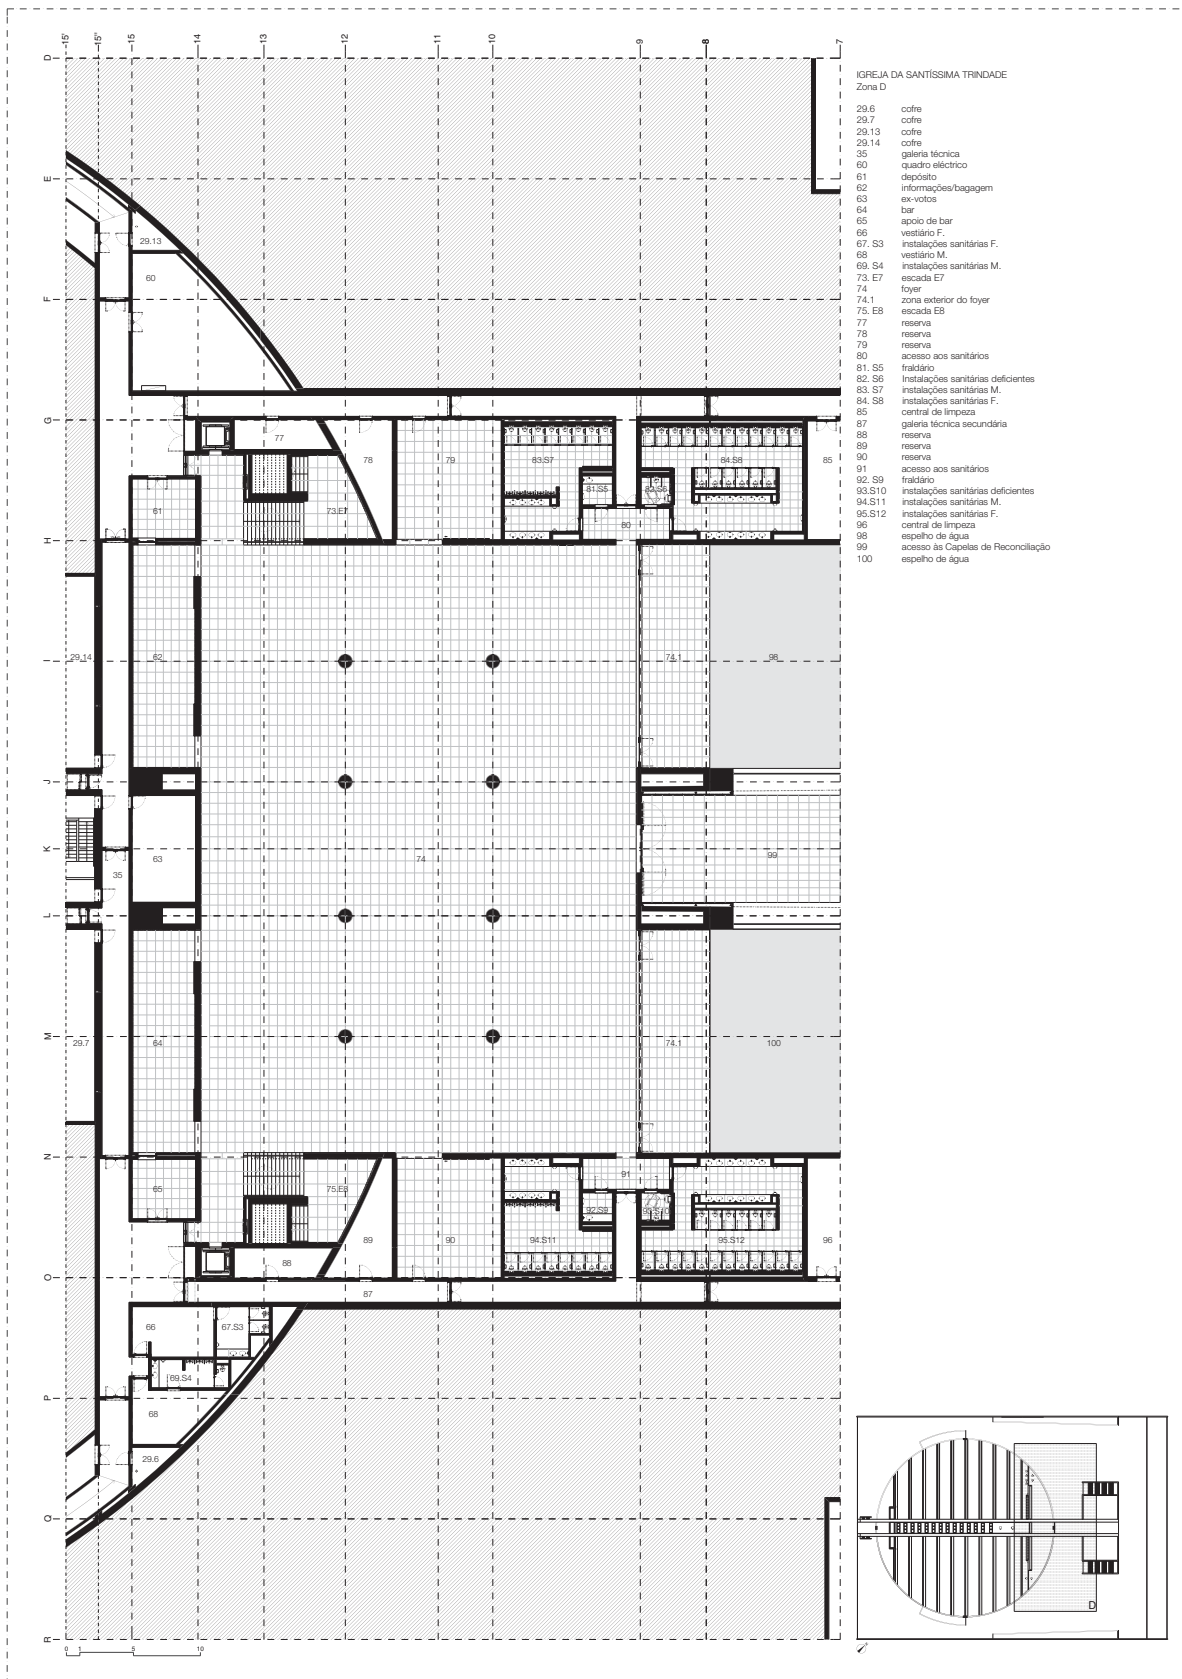 15'
15"
15
14
13
12
11
10
9
8
7
D
E
F
G
H
I
J
K
L
M
N
O
P
Q
R
IGREJA DA SANTÍSSIMA TRINDADE
Zona D
29.6 cofre
29.7 cofre
29.13 cofre
29.14 cofre
35 galeria técnica
60 quadro eléctrico
61 depósito
62 informações/bagagem
63 ex-votos
64 bar
65 apoio de bar
66 vestiário F.
67. S3 instalações sanitárias F.
68 vestiário M.
69. S4 instalações sanitárias M.
73. E7 escada E7
74 foyer
74.1 zona exterior do foyer
75. E8 escada E8
77 reserva
78 reserva
79 reserva
80 acesso aos sanitários
81. S5 fraldário
82. S6 Instalações sanitárias deficientes
83. S7 instalações sanitárias M.
84. S8 instalações sanitárias F.
85 central de limpeza
87 galeria técnica secundária
88 reserva
89 reserva
90 reserva
91 acesso aos sanitários
92. S9 fraldário
93.S10 instalações sanitárias deficientes
94.S11 instalações sanitárias M.
95.S12 instalações sanitárias F.
96 central de limpeza
98 espelho de água
99 acesso às Capelas de Reconciliação
100 espelho de água
29.13
60
77
78
79
83.S7
84.S8
85
81.S5
82.S6
61
73.E7
80
29.14
62
74.1
98
63
74
99
35
29.7
64
74.1
100
65
75.E8
91
92.S9
93.S10
89
90
94.S11
95.S12
96
88
87
66
67.S3
69.S4
68
29.6
D
0
1
5
10